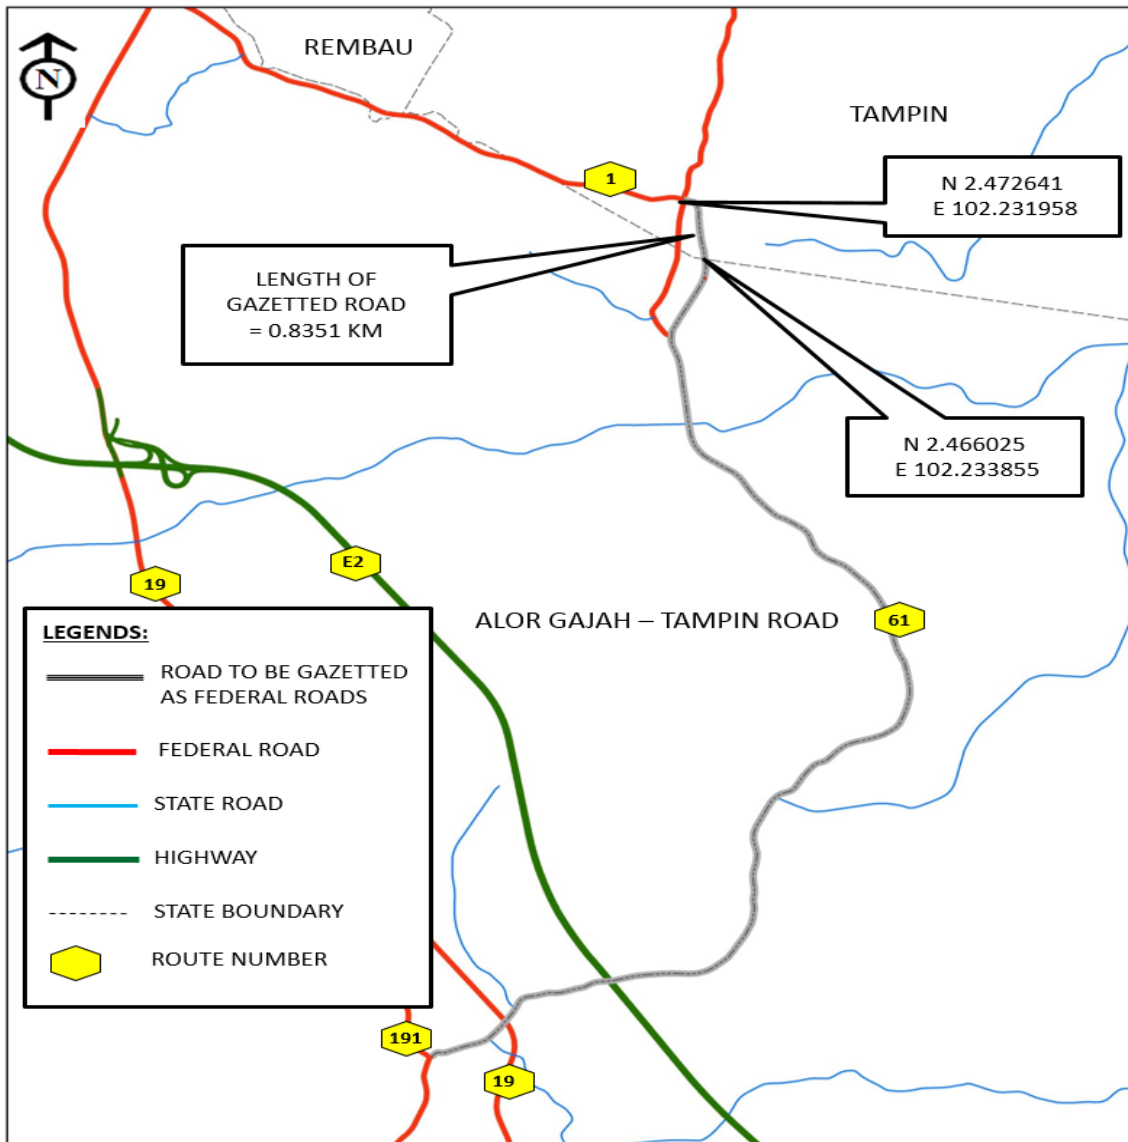 REMBAU
N
TAMPIN
1
N 2.472641
E 102.231958
LENGTH OF
GAZETTED ROAD
= 0.8351 KM
N 2.466025
E 102.233855
E2
19
ALOR GAJAH – TAMPIN ROAD
61
LEGENDS:
ROAD TO BE GAZETTED
AS FEDERAL ROADS
FEDERAL ROAD
STATE ROAD
HIGHWAY
STATE BOUNDARY
ROUTE NUMBER
191
19